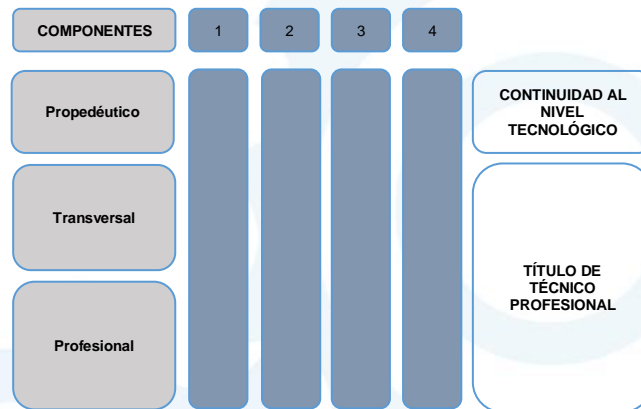 COMPONENTES
1
2
3
4
Propedéutico
CONTINUIDAD AL
NIVEL
TECNOLÓGICO
Transversal
TÍTULO DE
TÉCNICO
PROFESIONAL
Profesional